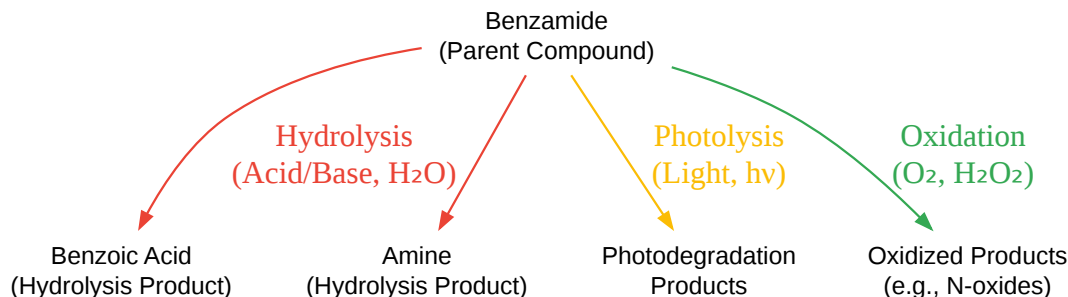 Benzamide
(Parent Compound)
Hydrolysis
(Acid/Base, H₂O)
Photolysis
(Light, hν)
Oxidation
(O₂, H₂O₂)
Benzoic Acid
(Hydrolysis Product)
Amine
(Hydrolysis Product)
Photodegradation
Products
Oxidized Products
(e.g., N-oxides)